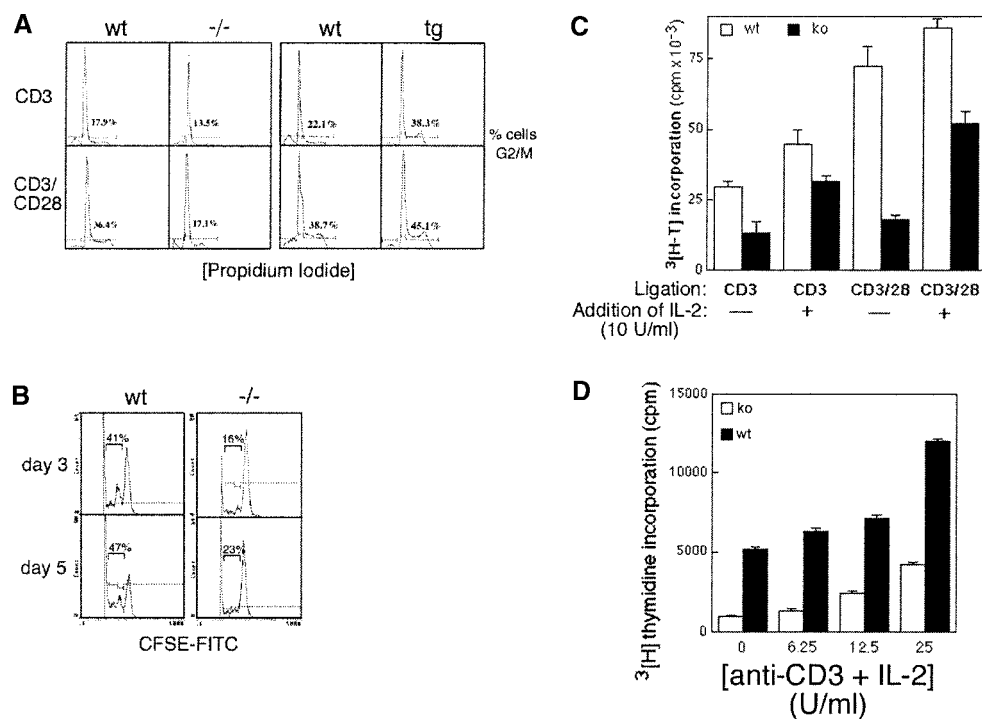 A
wt
-/-
wt
tg
CD3
17.9%
13.5%
22.1%
38.3%
% cells
G2/M
CD3/
CD28
36.4%
17.1%
38.7%
45.1%
[Propidium Iodide]
B
wt
-/-
day 3
41%
16%
day 5
47%
23%
CFSE-FITC
C
wt
ko
3[H-T] incorporation (cpm x 10-3)
75
50
25
0
Ligation: CD3 CD3 CD3/28 CD3/28
Addition of IL-2: — + — +
(10 U/ml)
D
3[H] thymidine incorporation (cpm)
15000
10000
5000
0
ko
wt
0 6.25 12.5 25
[anti-CD3 + IL-2]
(U/ml)